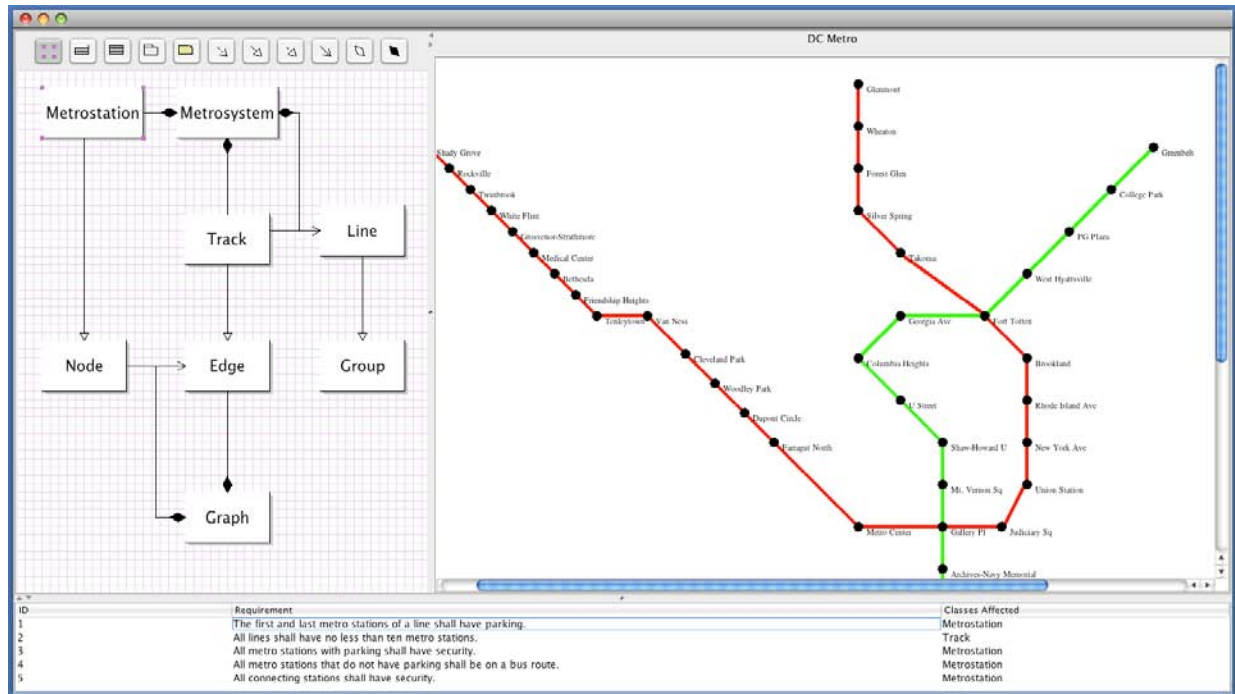 DC Metro
Metrostation
Metrosystem
Track
Line
Node
Edge
Group
Graph
Glenmont
Wheaton
Forest Glen
Silver Spring
Takoma
Greenbelt
College Park
PG Plaza
West Hyattsville
Fort Totten
Georgia Ave
Columbia Heights
U Street
Shaw-Howard U
Mt. Vernon Sq
Brookland
Rhode Island Ave
New York Ave
Union Station
Judiciary Sq
Gallery Pl
Metro Center
Archives-Navy Memorial
Shady Grove
Rockville
Twinbrook
White Flint
Grosvenor-Strathmore
Medical Center
Bethesda
Friendship Heights
Tenleytown
Van Ness
Cleveland Park
Woodley Park
Dupont Circle
Farragut North
ID Requirement Classes Affected
1 The first and last metro stations of a line shall have parking. Metrostation
2 All lines shall have no less than ten metro stations. Track
3 All metro stations with parking shall have security. Metrostation
4 All metro stations that do not have parking shall be on a bus route. Metrostation
5 All connecting stations shall have security. Metrostation